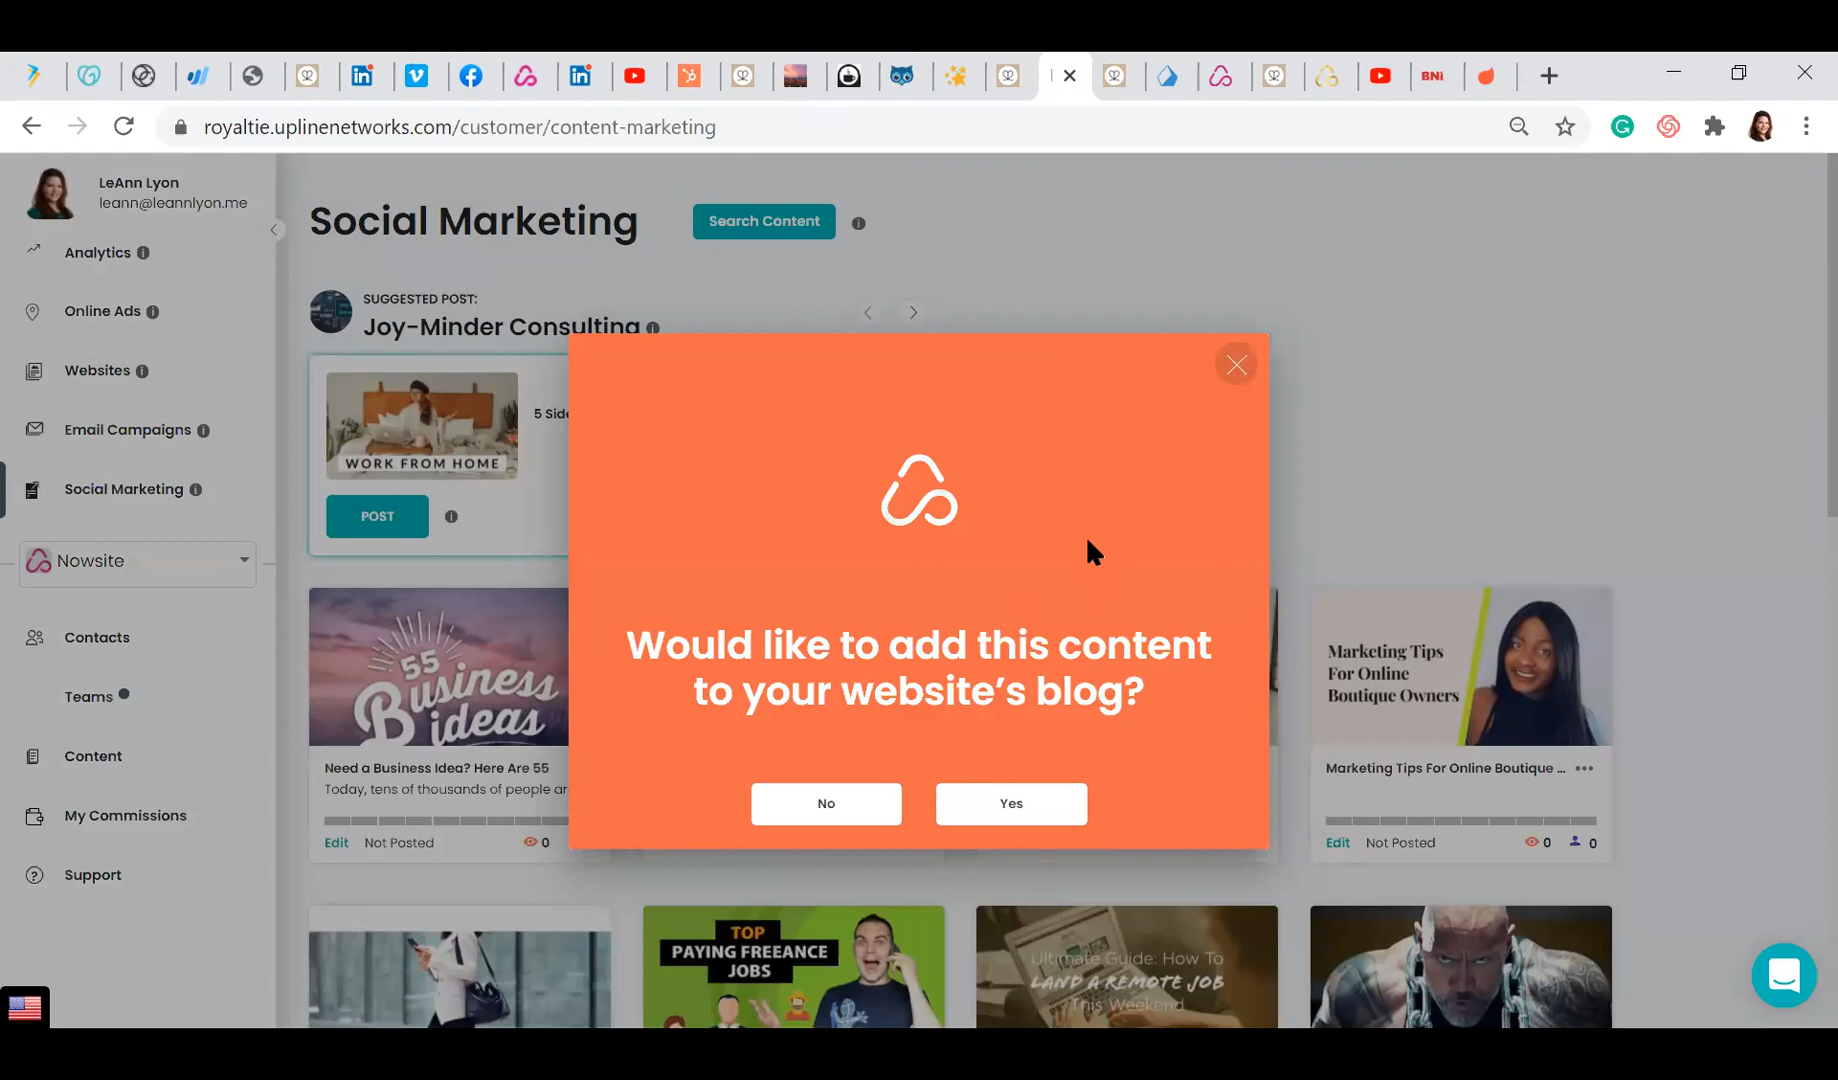 BNi
royaltie.uplinenetworks.com/customer/content-marketing
LeAnn Lyon
leann@leannlyon.me
Analytics
Online Ads
Websites
Email Campaigns
Social Marketing
Nowsite
Contacts
Teams
Content
My Commissions
Support
Social Marketing
Search Content
SUGGESTED POST:
Joy-Minder Consulting
WORK FROM HOME
5 Side
POST
55
Business
ideas
Need a Business Idea? Here Are 55
Today, tens of thousands of people are
Edit Not Posted 0
Would like to add this content
to your website's blog?
No
Yes
Marketing Tips
For Online
Boutique Owners
Marketing Tips For Online Boutique ...
Edit Not Posted 0 0
TOP
PAYING FREEANCE
JOBS
Ultimate Guide: How To
LAND A REMOTE JOB
This Weekend